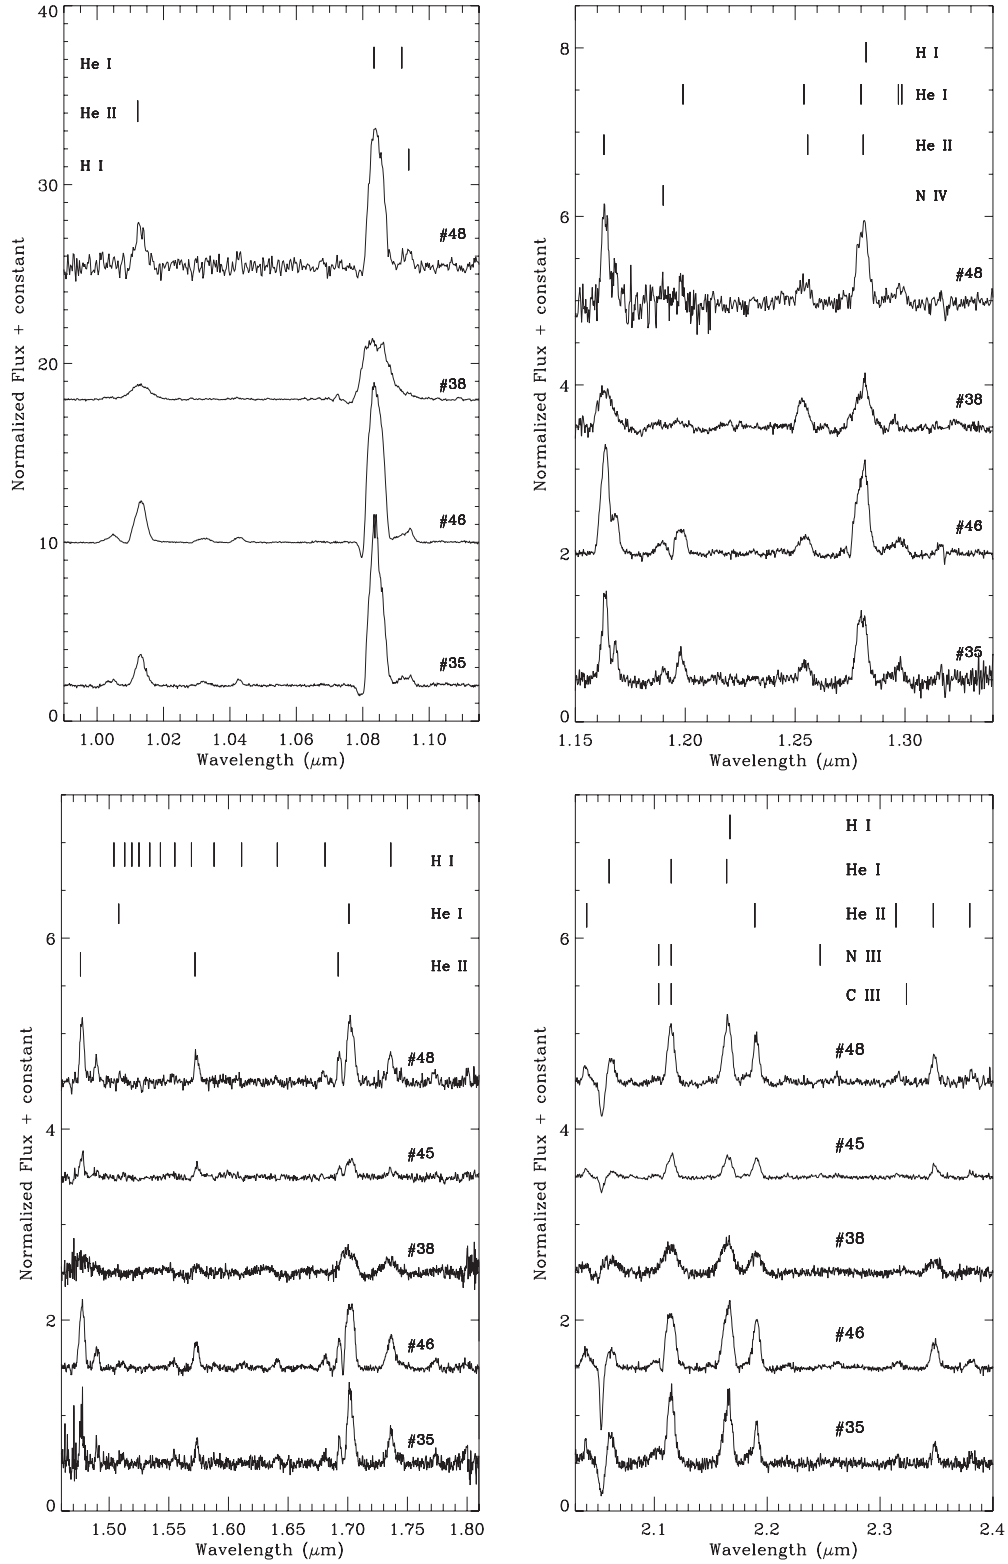 40
30
20
10
0
Normalized Flux + constant
He I
He II
H I
#48
#38
#46
#35
1.00 1.02 1.04 1.06 1.08 1.10
Wavelength (μm)
8
6
4
2
0
Normalized Flux + constant
H I
He I
He II
N IV
#48
#38
#46
#35
1.15 1.20 1.25 1.30
Wavelength (μm)
6
4
2
0
Normalized Flux + constant
H I
He I
He II
#48
#45
#38
#46
#35
1.50 1.55 1.60 1.65 1.70 1.75 1.80
Wavelength (μm)
6
4
2
0
Normalized Flux + constant
H I
He I
He II
N III
C III
#48
#45
#38
#46
#35
2.1 2.2 2.3 2.4
Wavelength (μm)